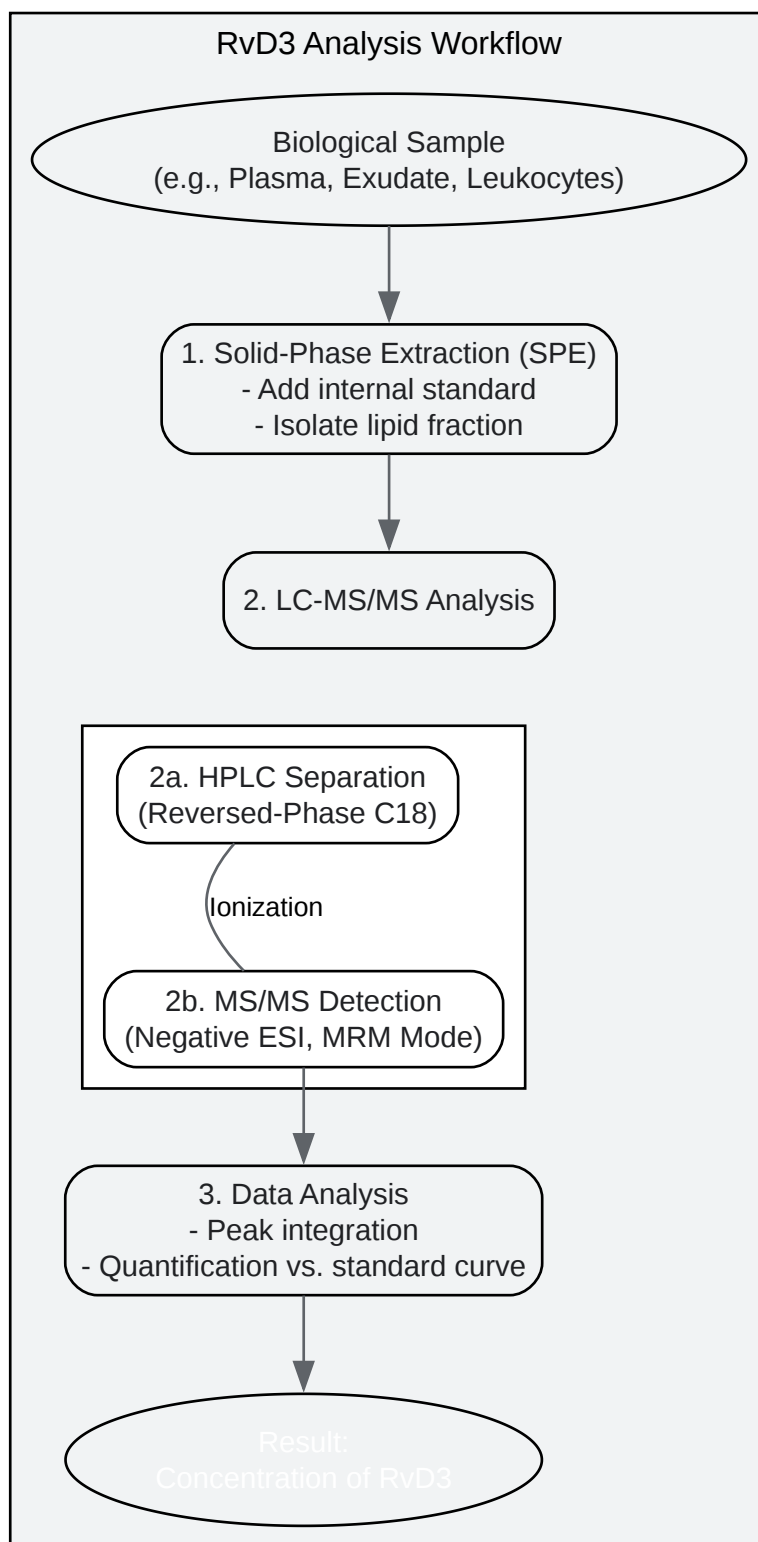 RvD3 Analysis Workflow
Biological Sample
(e.g., Plasma, Exudate, Leukocytes)
1. Solid-Phase Extraction (SPE)
- Add internal standard
- Isolate lipid fraction
2. LC-MS/MS Analysis
2a. HPLC Separation
(Reversed-Phase C18)
Ionization
2b. MS/MS Detection
(Negative ESI, MRM Mode)
3. Data Analysis
- Peak integration
- Quantification vs. standard curve
Result:
Concentration of RvD3